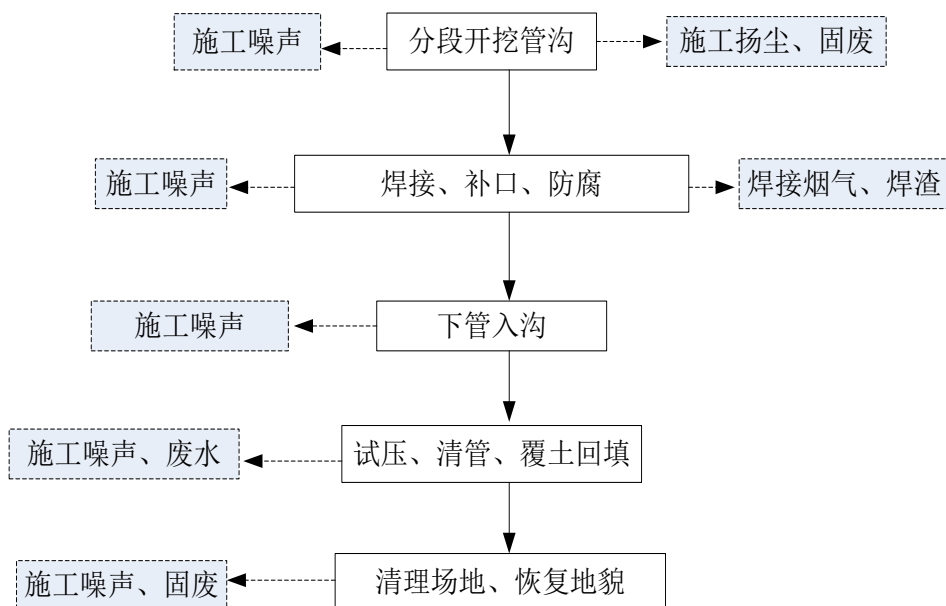 施工噪声
分段开挖管沟
施工扬尘、固废
施工噪声
焊接、补口、防腐
焊接烟气、焊渣
施工噪声
下管入沟
施工噪声、废水
试压、清管、覆土回填
施工噪声、固废
清理场地、恢复地貌